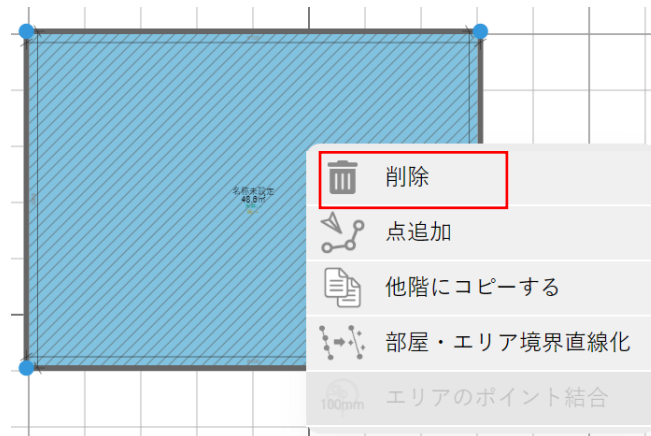 名称未設定
48.6㎡
削除
点追加
他階にコピーする
部屋・エリア境界直線化
100mm
エリアのポイント結合